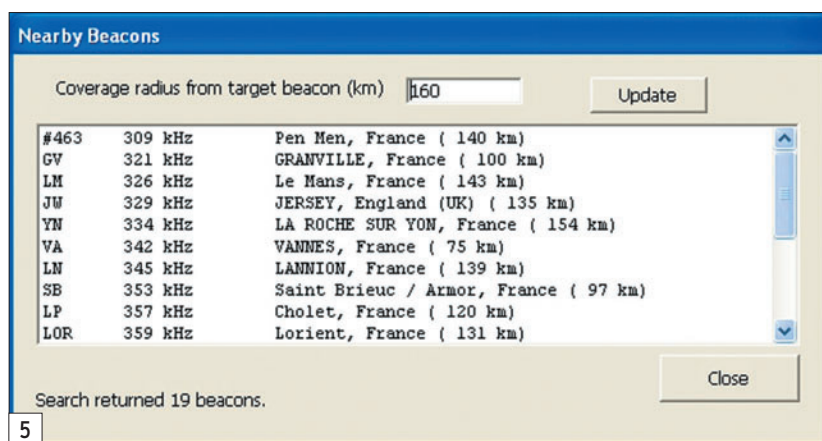 Nearby Beacons
Coverage radius from target beacon (km) 160 Update
#463 309 kHz Pen Men, France ( 140 km)
GV 321 kHz GRANVILLE, France ( 100 km)
LM 326 kHz Le Mans, France ( 143 km)
JW 329 kHz JERSEY, England (UK) ( 135 km)
YN 334 kHz LA ROCHE SUR YON, France ( 154 km)
VA 342 kHz VANNES, France ( 75 km)
LN 345 kHz LANNION, France ( 139 km)
SB 353 kHz Saint Brieuc / Armor, France ( 97 km)
LP 357 kHz Cholet, France ( 120 km)
LOR 359 kHz Lorient, France ( 131 km)
Close
Search returned 19 beacons.
5